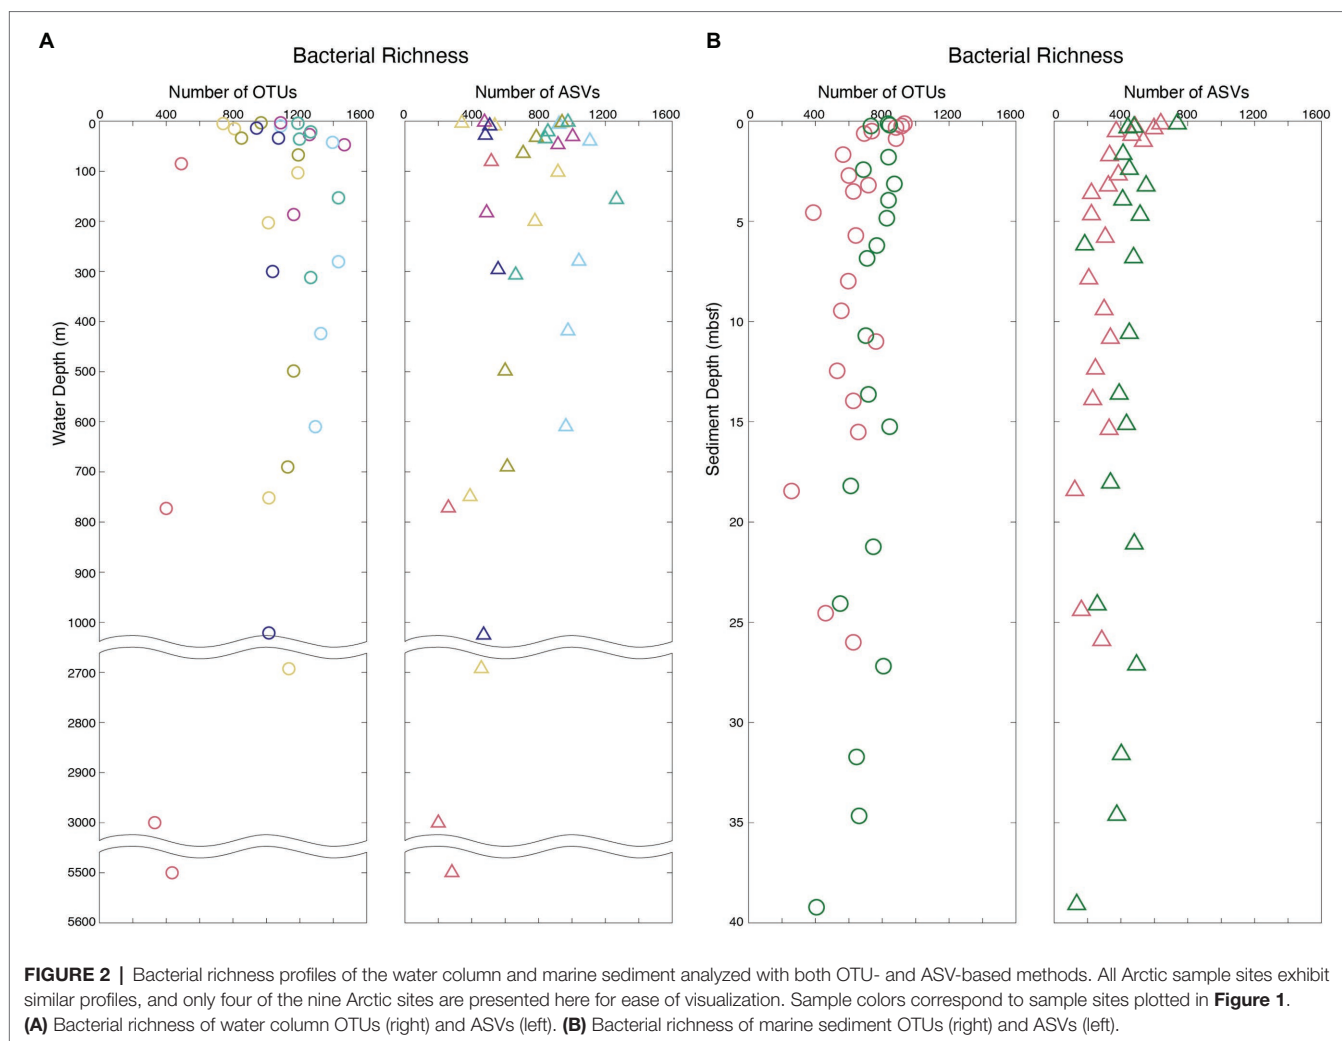 A
Bacterial Richness
Number of OTUs
Number of ASVs
0 400 800 1200 1600
0 400 800 1200 1600
Water Depth (m)
0
100
200
300
400
500
600
700
800
900
1000
2700
2800
2900
3000
5500
5600
B
Bacterial Richness
Number of OTUs
Number of ASVs
0 400 800 1200 1600
0 400 800 1200 1600
Sediment Depth (mbsf)
0
5
10
15
20
25
30
35
40
FIGURE 2 | Bacterial richness profiles of the water column and marine sediment analyzed with both OTU- and ASV-based methods. All Arctic sample sites exhibit
similar profiles, and only four of the nine Arctic sites are presented here for ease of visualization. Sample colors correspond to sample sites plotted in Figure 1.
(A) Bacterial richness of water column OTUs (right) and ASVs (left). (B) Bacterial richness of marine sediment OTUs (right) and ASVs (left).